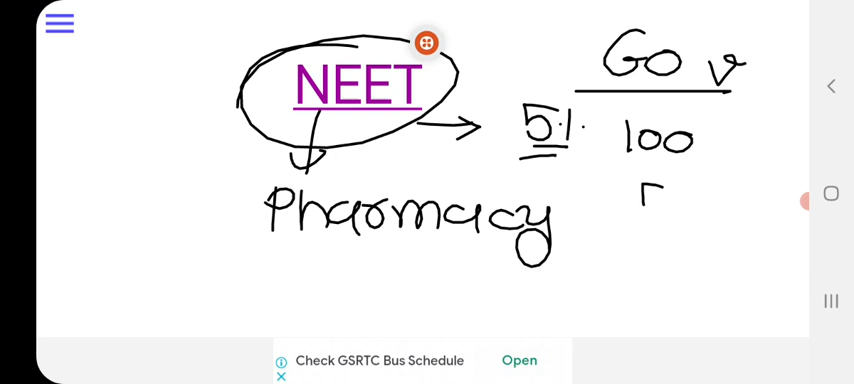 NEET
Gov
5%
100
Pharmacy
Check GSRTC Bus Schedule
Open